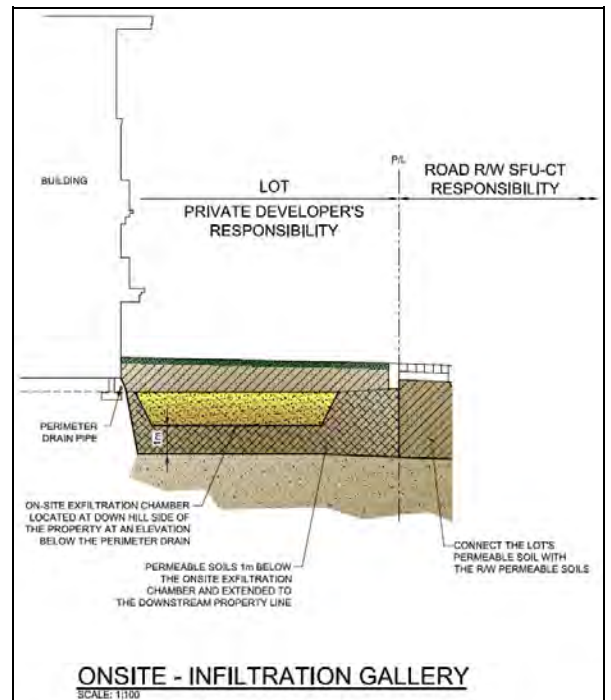 BUILDING
P/L
LOT
PRIVATE DEVELOPER'S
RESPONSIBILITY
ROAD R/W SFU-CT
RESPONSIBILITY
PERIMETER
DRAIN PIPE
1m
ON-SITE EXFILTRATION CHAMBER
LOCATED AT DOWN HILL SIDE OF
THE PROPERTY AT AN ELEVATION
BELOW THE PERIMETER DRAIN
PERMEABLE SOILS 1m BELOW
THE ONSITE EXFILTRATION
CHAMBER AND EXTENDED TO
THE DOWNSTREAM PROPERTY LINE
CONNECT THE LOT'S
PERMEABLE SOIL WITH
THE R/W PERMEABLE SOILS
ONSITE - INFILTRATION GALLERY
SCALE: 1:100